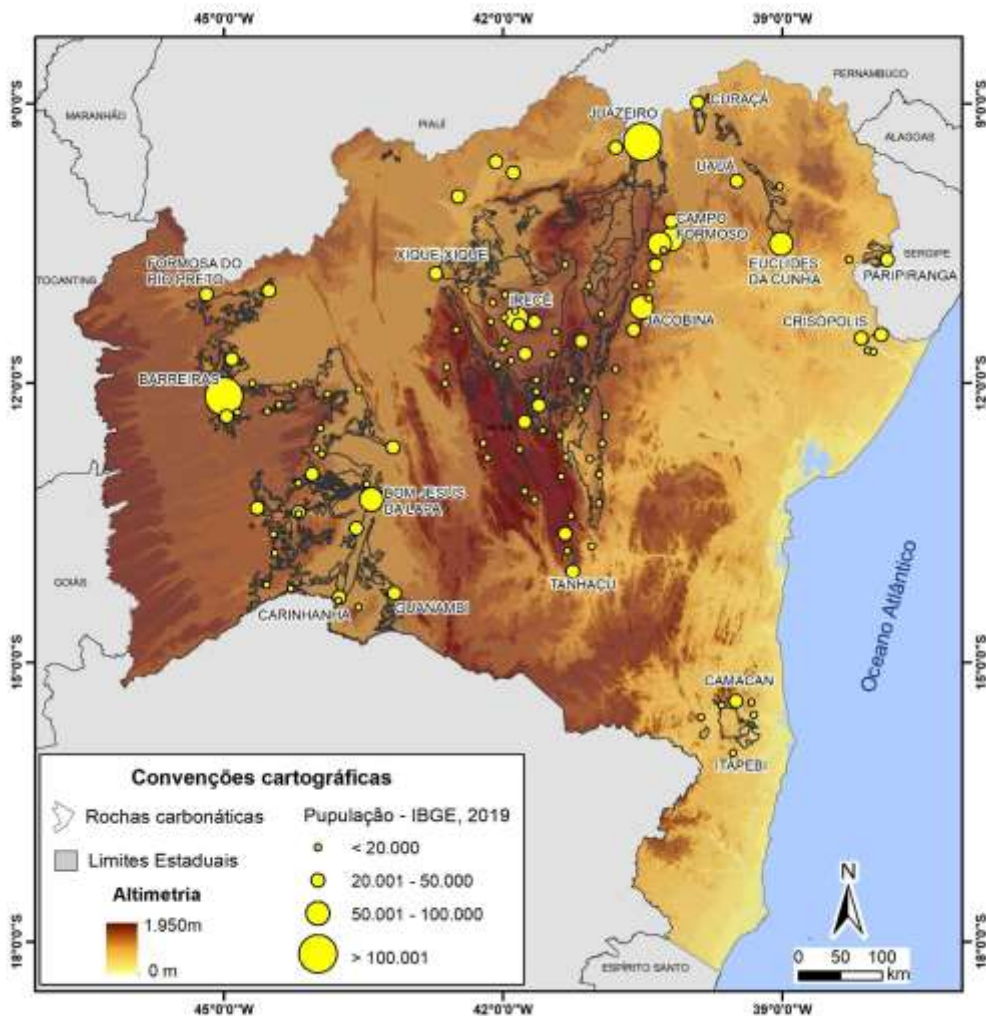 45°0'0"W
42°0'0"W
39°0'0"W
PERNAMBUCO
9°0'0"S
9°0'0"S
CURAÇÁ
MARANHÃO
JUAZEIRO
PIAUÍ
ALAGOAS
UAUÁ
CAMPO
FORMOSO
SERGIPE
XIQUE XIQUE
FORMOSA DO
RIO PRETO
EUCLIDES
DA CUNHA
PARIPIRANGA
TOCANTINS
IRECÊ
JACOBINA
CRISÓPOLIS
12°0'0"S
12°0'0"S
BARREIRAS
BOM JESUS
DA LAPA
GOIÁS
TANHAÇU
CARINHANHA
GUANAMBI
Oceano Atlântico
15°0'0"S
15°0'0"S
CAMACAN
ITAPEBI
Convenções cartográficas
Rochas carbonáticas
Pupulação - IBGE, 2019
< 20.000
Limites Estaduais
20.001 - 50.000
Altimetria
50.001 - 100.000
1.950m
0 m
> 100.001
N
18°0'0"S
18°0'0"S
ESPÍRITO SANTO
0 50 100
km
45°0'0"W
42°0'0"W
39°0'0"W